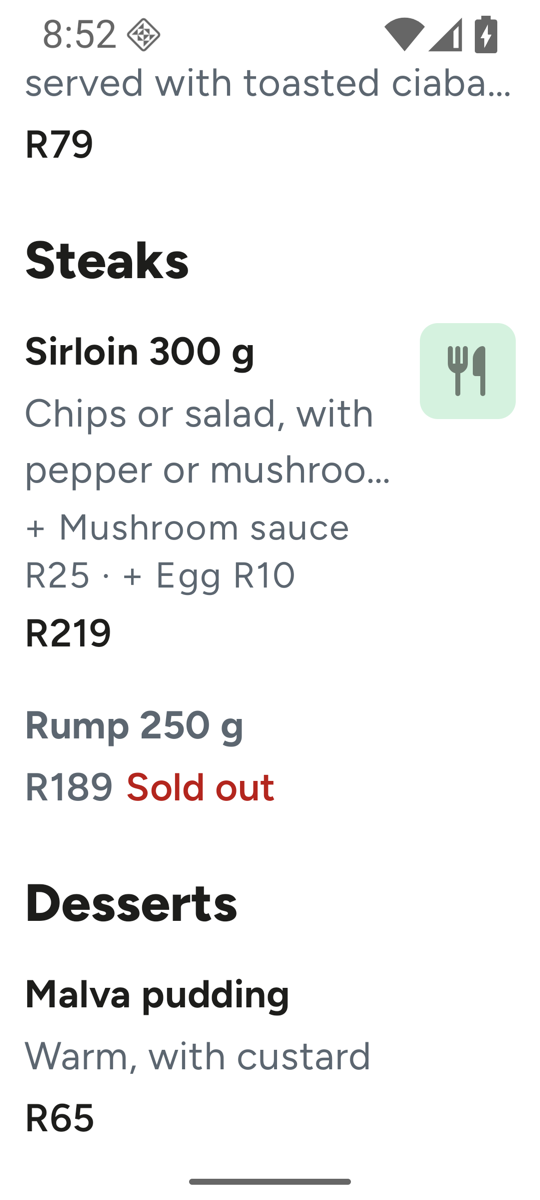 8:52
served with toasted ciaba...
R79
Steaks
Sirloin 300 g
Chips or salad, with
pepper or mushroo...
+ Mushroom sauce
R25 · + Egg R10
R219
Rump 250 g
R189 Sold out
Desserts
Malva pudding
Warm, with custard
R65